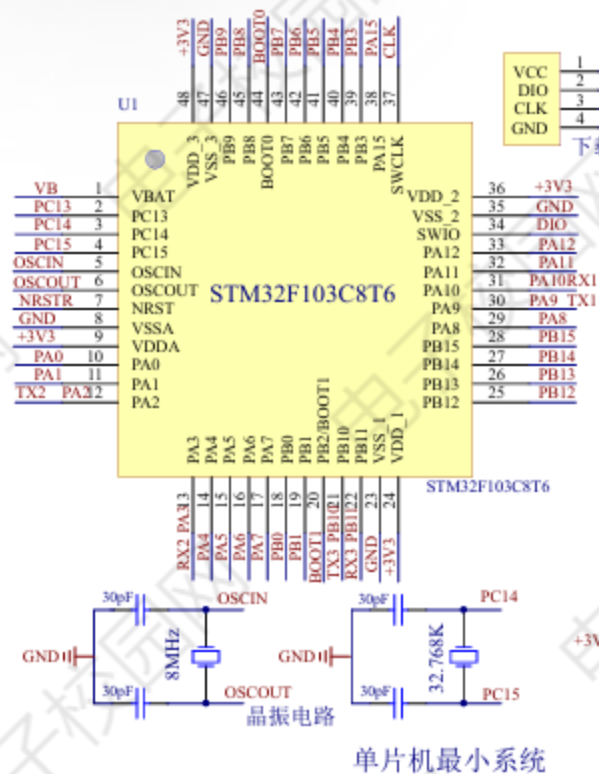 +3V3 GND PB9 PB8 BOOT0 PB7 PB6 PB5 PB4 PB3 PA15 CLK
48 47 46 45 44 43 42 41 40 39 38 37
U1
VDD_3 VSS_3 PB9 PB8 BOOT0 PB7 PB6 PB5 PB4 PB3 PA15 SWCLK
VCC 1
DIO 2
CLK 3
GND 4
VB 1 VBAT
PC13 2 PC13
PC14 3 PC14
PC15 4 PC15
OSCIN 5 OSCIN
OSCOUT 6 OSCOUT
NRSTR 7 NRST
GND 8 VSSA
+3V3 9 VDDA
PA0 10 PA0
PA1 11 PA1
TX2 PA2 12 PA2
STM32F103C8T6
VDD_2 36 +3V3
VSS_2 35 GND
SWIO 34 DIO
PA12 33 PA12
PA11 32 PA11
PA10 31 PA10RX1
PA9 30 PA9 TX1
PA8 29 PA8
PB15 28 PB15
PB14 27 PB14
PB13 26 PB13
PB12 25 PB12
PA3 PA4 PA5 PA6 PA7 PB0 PB1 PB2/BOOT1 PB10 PB11 VSS_1 VDD_1
STM32F103C8T6
13 14 15 16 17 18 19 20 21 22 23 24
RX2 PA3 PA4 PA5 PA6 PA7 PB0 PB1 BOOT1 TX3 PB10 RX3 PB11 GND +3V3
30pF OSCIN
GND 8MHz
30pF OSCOUT
晶振电路
30pF PC14
GND 32.768K
30pF PC15
单片机最小系统
电子校园网